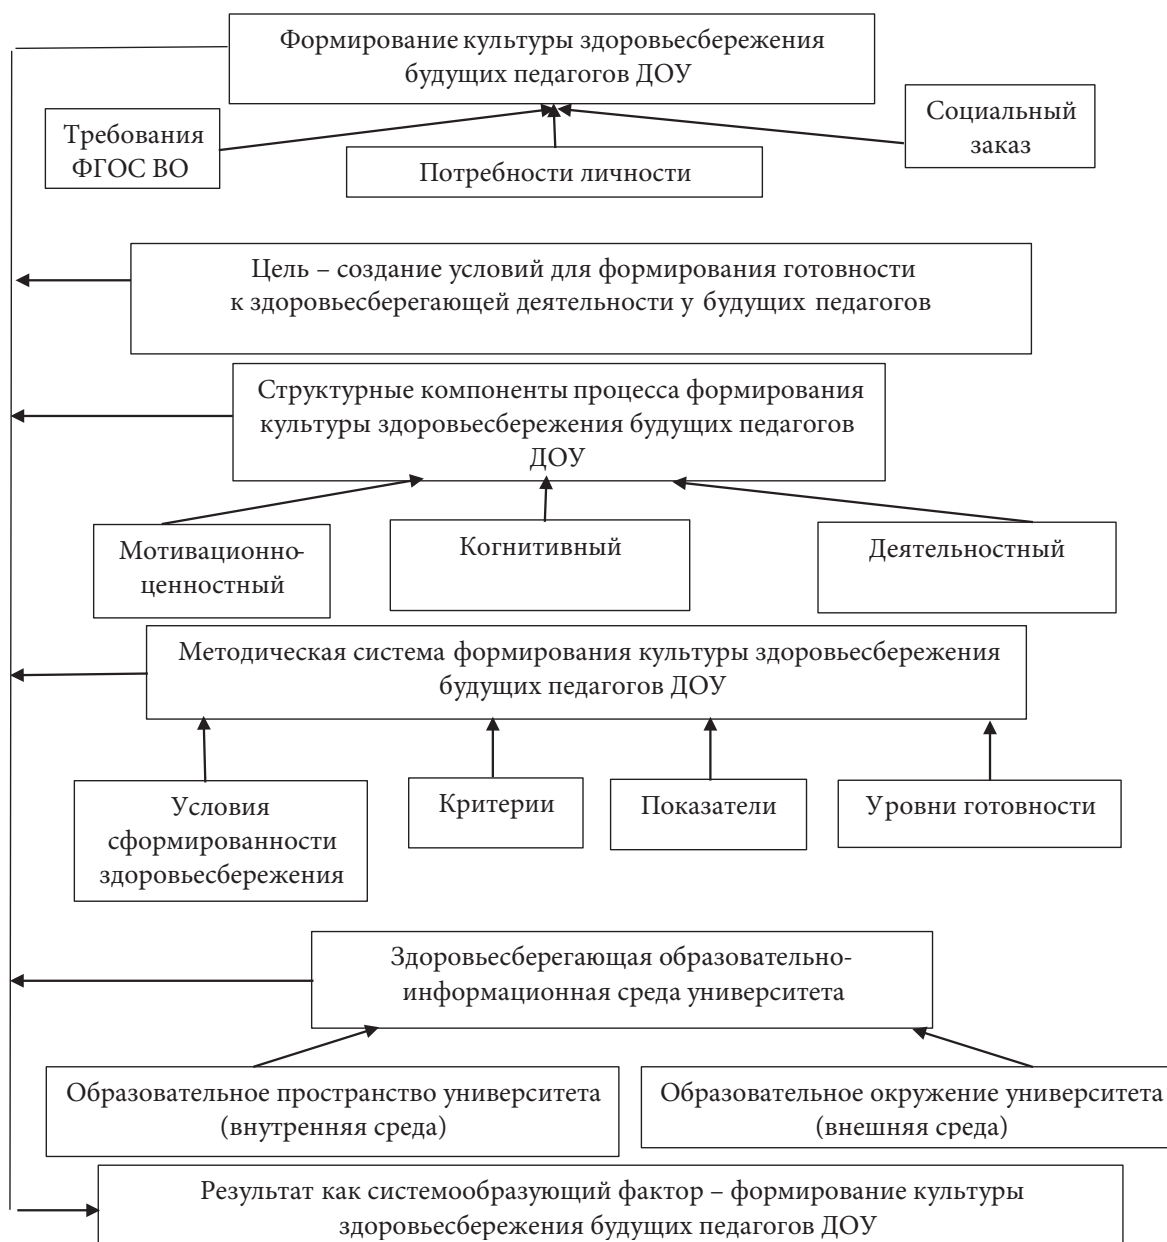 Формирование культуры здоровьесбережения
будущих педагогов ДОУ
Требования
ФГОС ВО
Потребности личности
Социальный
заказ
Цель – создание условий для формирования готовности
к здоровьесберегающей деятельности у будущих педагогов
Структурные компоненты процесса формирования
культуры здоровьесбережения будущих педагогов
ДОУ
Мотивационно-
ценностный
Когнитивный
Деятельностный
Методическая система формирования культуры здоровьесбережения
будущих педагогов ДОУ
Условия
сформированности
здоровьесбережения
Критерии
Показатели
Уровни готовности
Здоровьесберегающая образовательно-
информационная среда университета
Образовательное пространство университета
(внутренняя среда)
Образовательное окружение университета
(внешняя среда)
Результат как системообразующий фактор – формирование культуры
здоровьесбережения будущих педагогов ДОУ